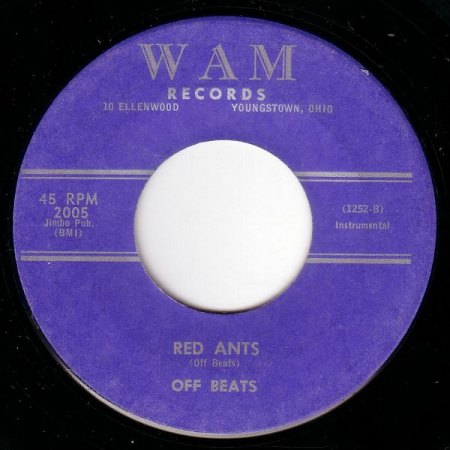 WAM
RECORDS
10 ELLENWOOD YOUNGSTOWN, OHIO
45 RPM
2005
Jimbo Pub.
(BMI)
(1252-B)
Instrumental
RED ANTS
(Off Beats)
OFF BEATS